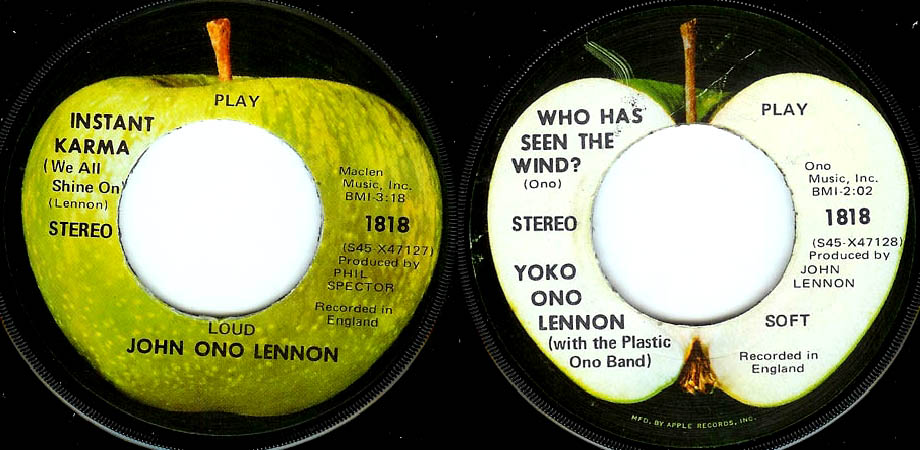 PLAY
INSTANT
KARMA
(We All
Shine On)
(Lennon)
STEREO
Maclen
Music, Inc.
BMI-3:18
1818
(S45-X47127)
Produced by
PHIL
SPECTOR
Recorded in
England
LOUD
JOHN ONO LENNON
WHO HAS
SEEN THE
WIND?
(Ono)
STEREO
YOKO
ONO
LENNON
(with the Plastic
Ono Band)
PLAY
Ono
Music, Inc.
BMI-2:02
1818
(S45-X47128)
Produced by
JOHN
LENNON
SOFT
Recorded in
England
MFD. BY APPLE RECORDS, INC.